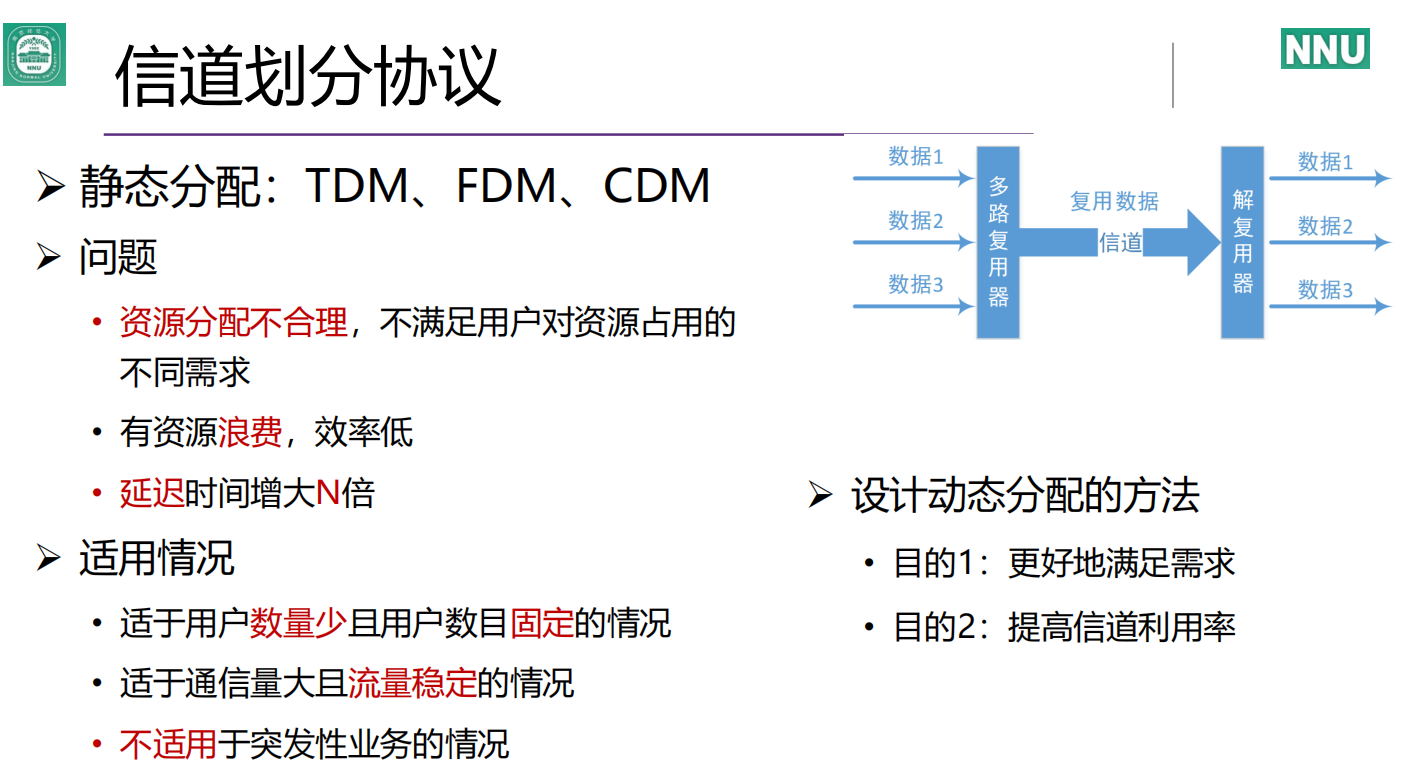 信道划分协议
NNU
NNU
静态分配：TDM、FDM、CDM
问题
资源分配不合理，不满足用户对资源占用的
不同需求
有资源浪费，效率低
延迟时间增大N倍
适用情况
适于用户数量少且用户数目固定的情况
适于通信量大且流量稳定的情况
不适用于突发性业务的情况
数据1
数据2
数据3
多路复用器
复用数据
信道
解复用器
数据1
数据2
数据3
设计动态分配的方法
目的1：更好地满足需求
目的2：提高信道利用率